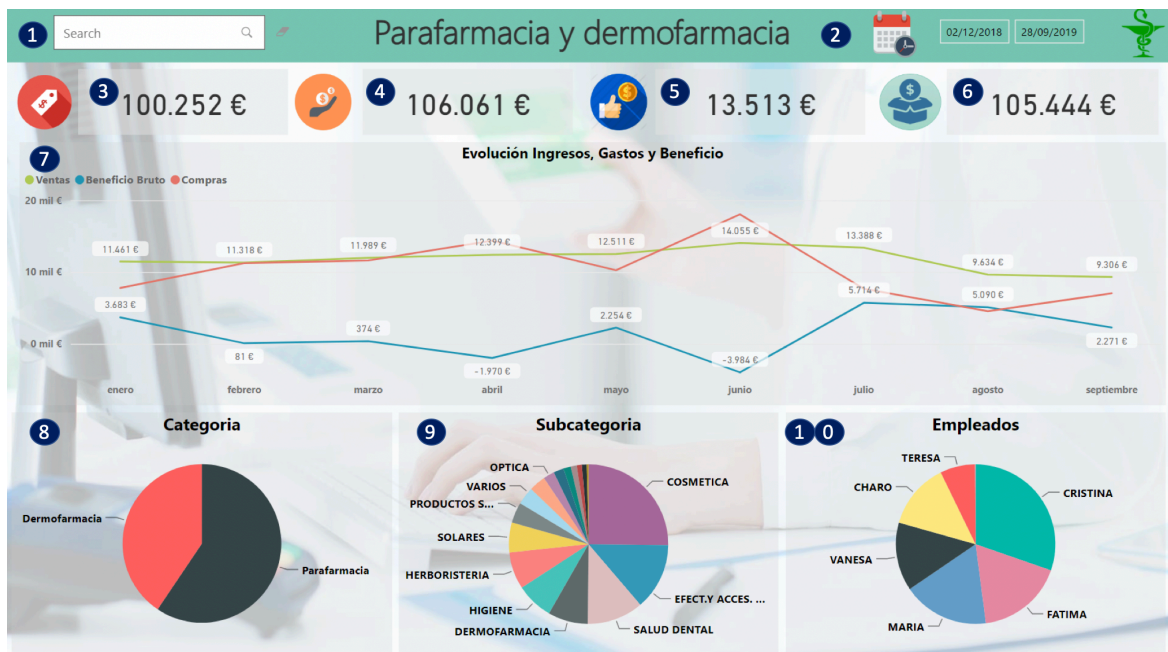 1 Search Parafarmacia y dermofarmacia 2 02/12/2018 28/09/2019
3 100.252 € 4 106.061 € 5 13.513 € 6 105.444 €
7 Evolución Ingresos, Gastos y Beneficio
Ventas Beneficio Bruto Compras
20 mil €
14.055 €
13.388 €
12.399 € 12.511 €
11.461 € 11.318 € 11.989 €
9.634 € 9.306 €
10 mil €
3.683 € 5.714 € 5.090 €
374 € 2.254 €
0 mil €
81 € -1.970 € -3.984 € 2.271 €
enero febrero marzo abril mayo junio julio agosto septiembre
8 Categoria
Dermofarmacia
Parafarmacia
9 Subcategoria
OPTICA
VARIOS
PRODUCTOS S...
SOLARES
HERBORISTERIA
HIGIENE
DERMOFARMACIA
COSMETICA
EFECT.Y ACCES. ...
SALUD DENTAL
10 Empleados
TERESA
CHARO
VANESA
MARIA
CRISTINA
FATIMA